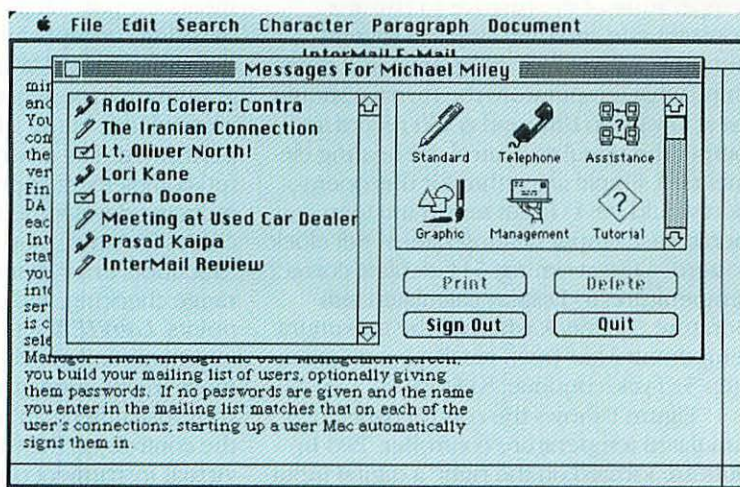 File Edit Search Character Paragraph Document
InterMail E-Mail
Messages For Michael Miley
Adolfo Colero: Contra
The Iranian Connection
Lt. Oliver North!
Lori Kane
Lorna Doone
Meeting at Used Car Dealer
Prasad Kaipa
InterMail Review
Standard Telephone Assistance
Graphic Management Tutorial
Print Delete
Sign Out Quit
min
and
You
com
the
ver
Fin
DA
eac
Int
stat
you
inte
ser
is c
sele
Manager. Then, through the User Management screen,
you build your mailing list of users, optionally giving
them passwords. If no passwords are given and the name
you enter in the mailing list matches that on each of the
user's connections, starting up a user Mac automatically
signs them in.